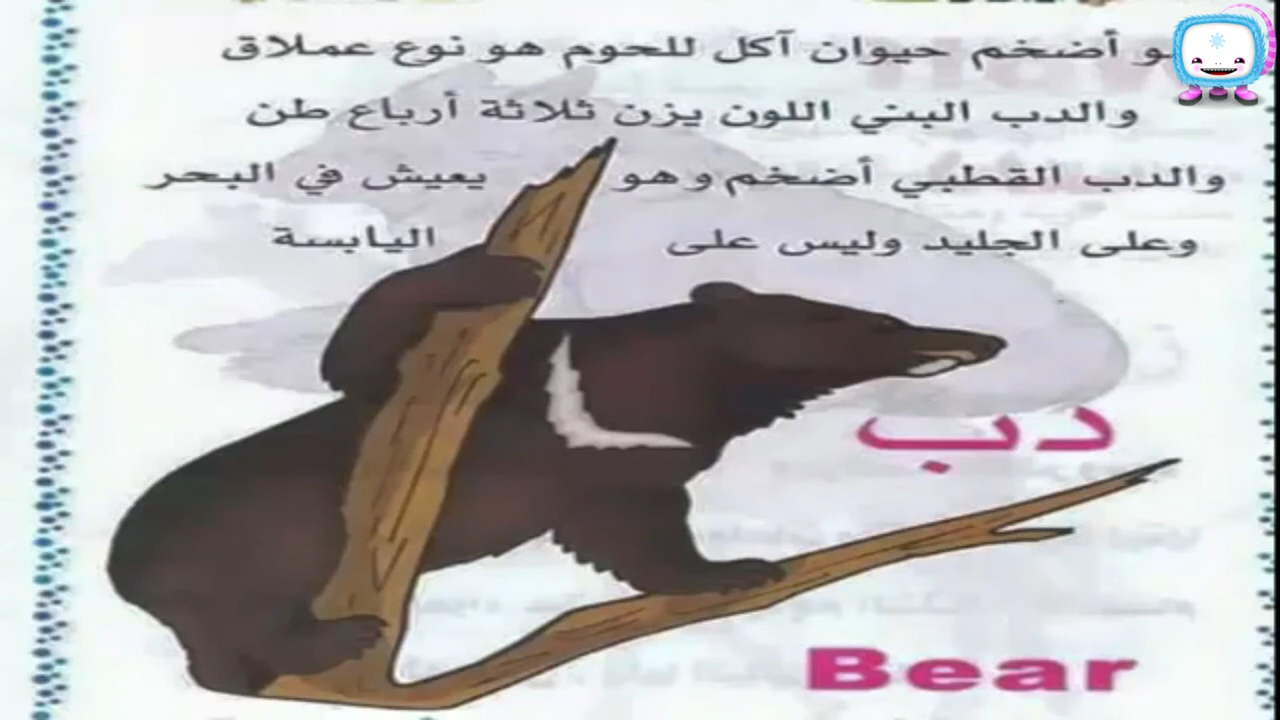 هو أضخم حيوان آكل للحوم هو نوع عملاق
والدب البني اللون يزن ثلاثة أرباع طن
والدب القطبي أضخم وهو يعيش في البحر
وعلى الجليد وليس على اليابسة
دب
Bear